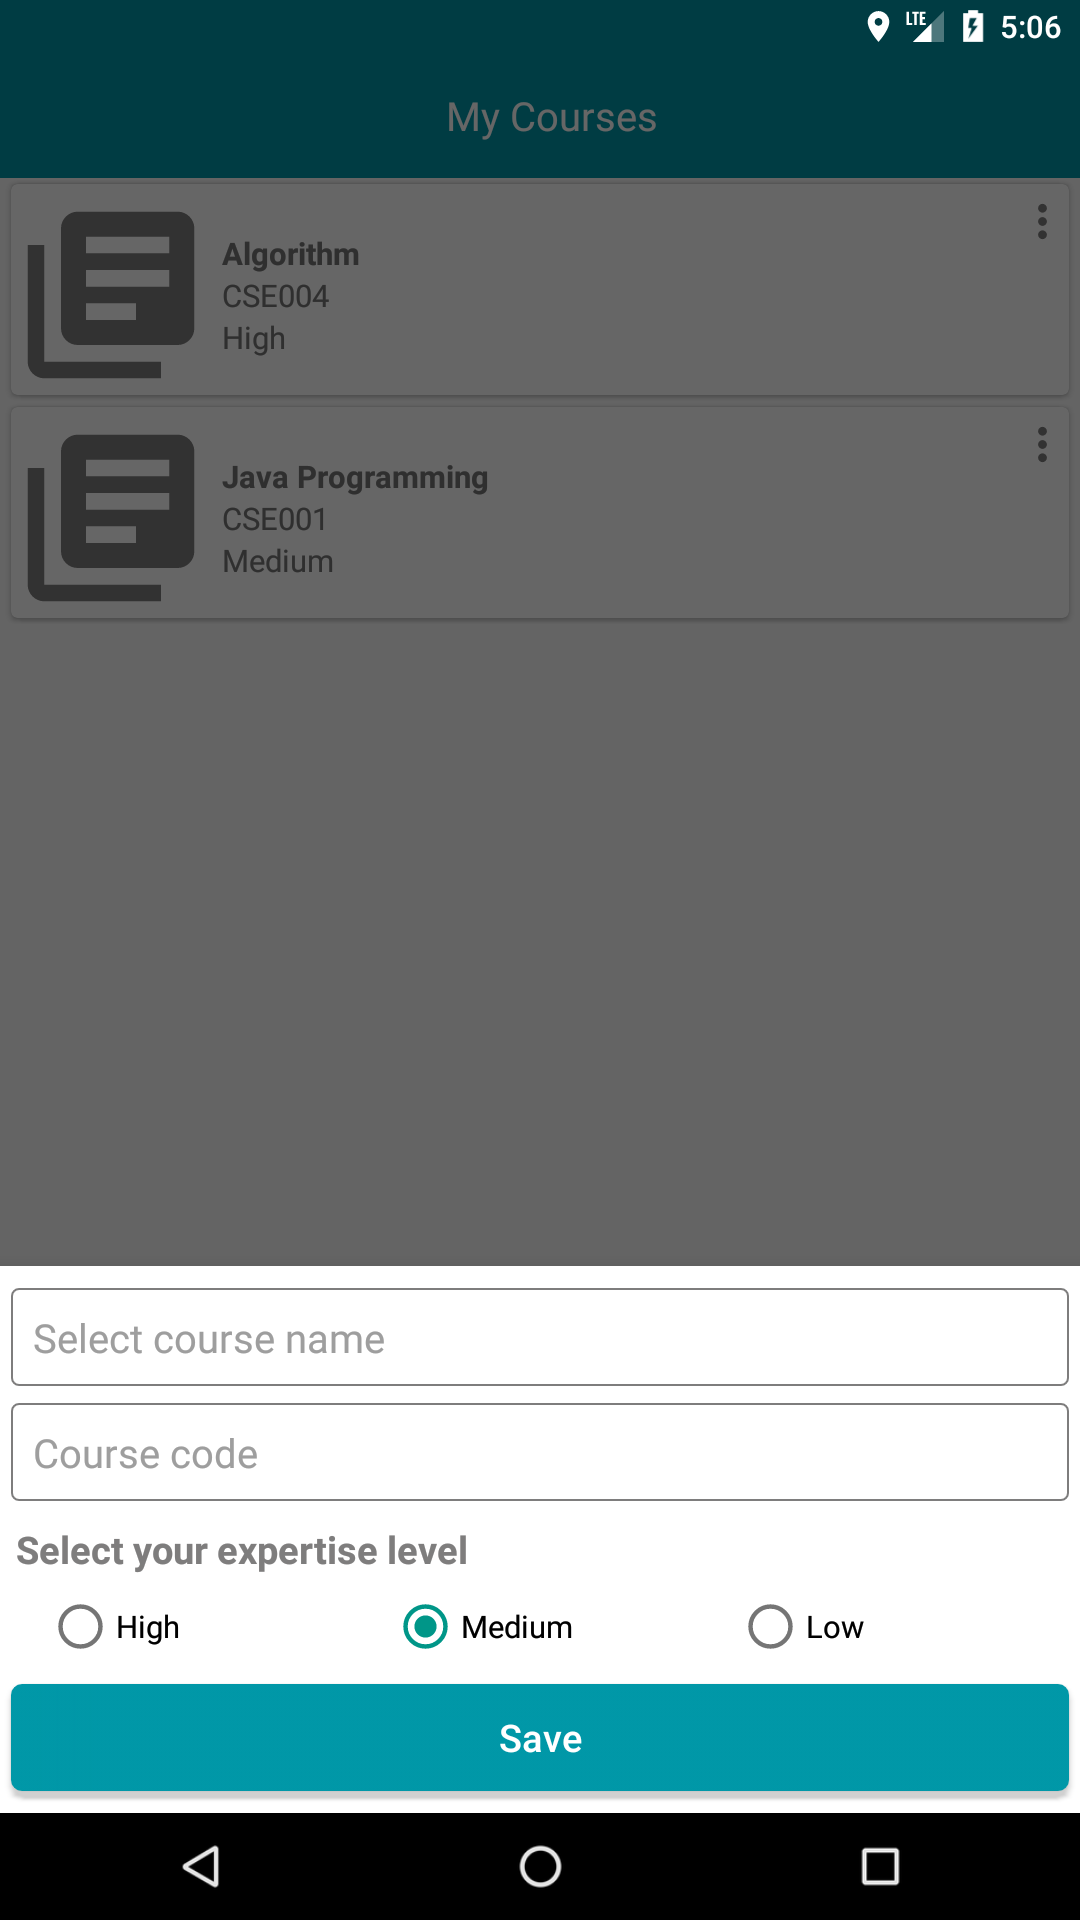 LTE 5:06
My Courses
Algorithm
CSE004
High
Java Programming
CSE001
Medium
Select course name
Course code
Select your expertise level
High Medium Low
Save